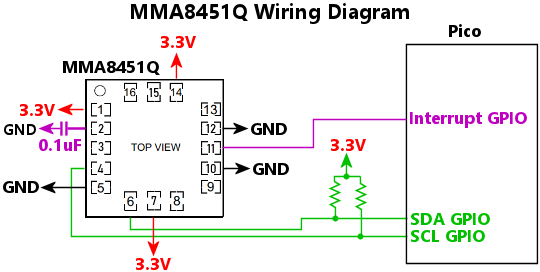 MMA8451Q Wiring Diagram
Pico
3.3V
MMA8451Q
16 15 14
3.3V 1 13
GND 2 12 GND
0.1uF 3 TOP VIEW 11 Interrupt GPIO
3.3V
4 10 GND
GND 5 9
6 7 8
SDA GPIO
SCL GPIO
3.3V